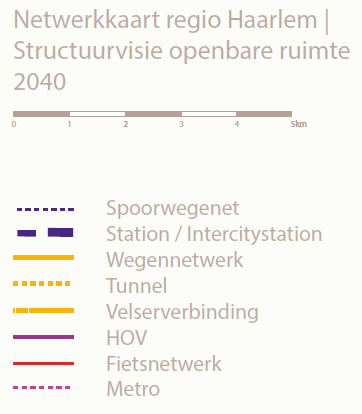 Netwerkkaart regio Haarlem |
Structuurvisie openbare ruimte
2040
0 1 2 3 4 5km
Spoorwegenet
Station / Intercitystation
Wegennetwerk
Tunnel
Velserverbinding
HOV
Fietsnetwerk
Metro